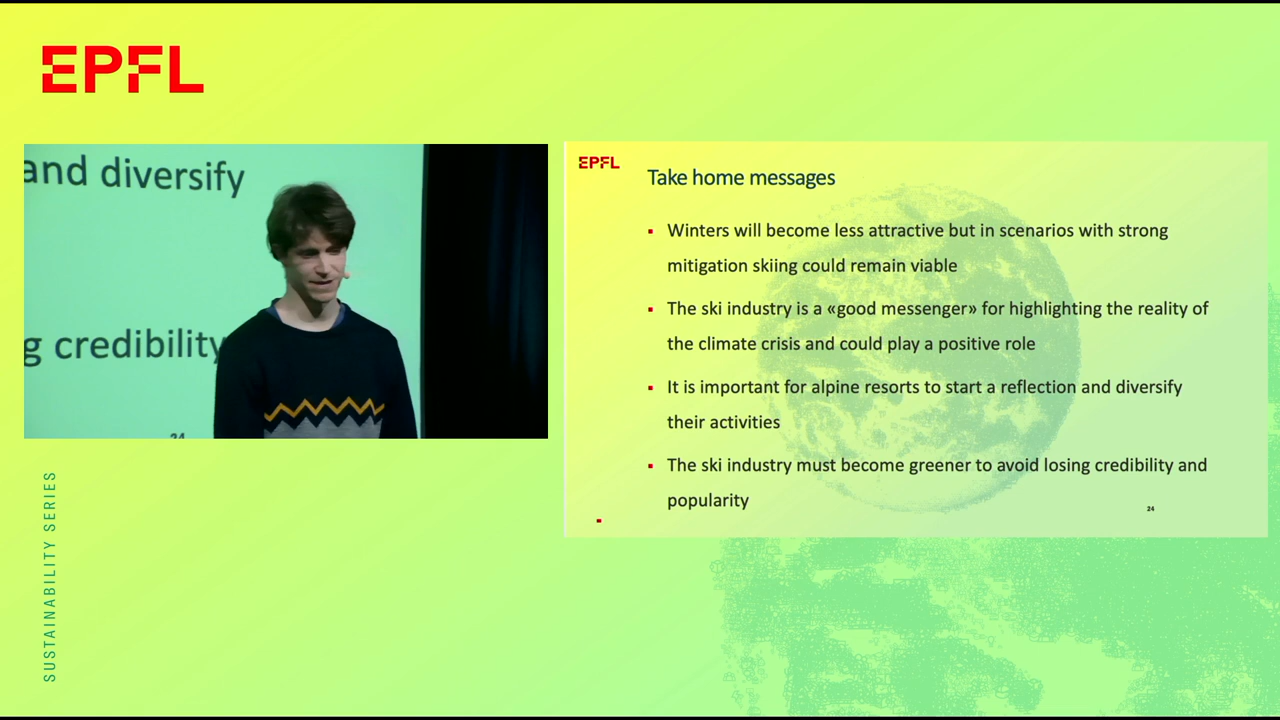 EPFL
and diversify
g credibility
24
EPFL
Take home messages
▪ Winters will become less attractive but in scenarios with strong
mitigation skiing could remain viable
▪ The ski industry is a «good messenger» for highlighting the reality of
the climate crisis and could play a positive role
▪ It is important for alpine resorts to start a reflection and diversify
their activities
▪ The ski industry must become greener to avoid losing credibility and
popularity
24
SUSTAINABILITY SERIES